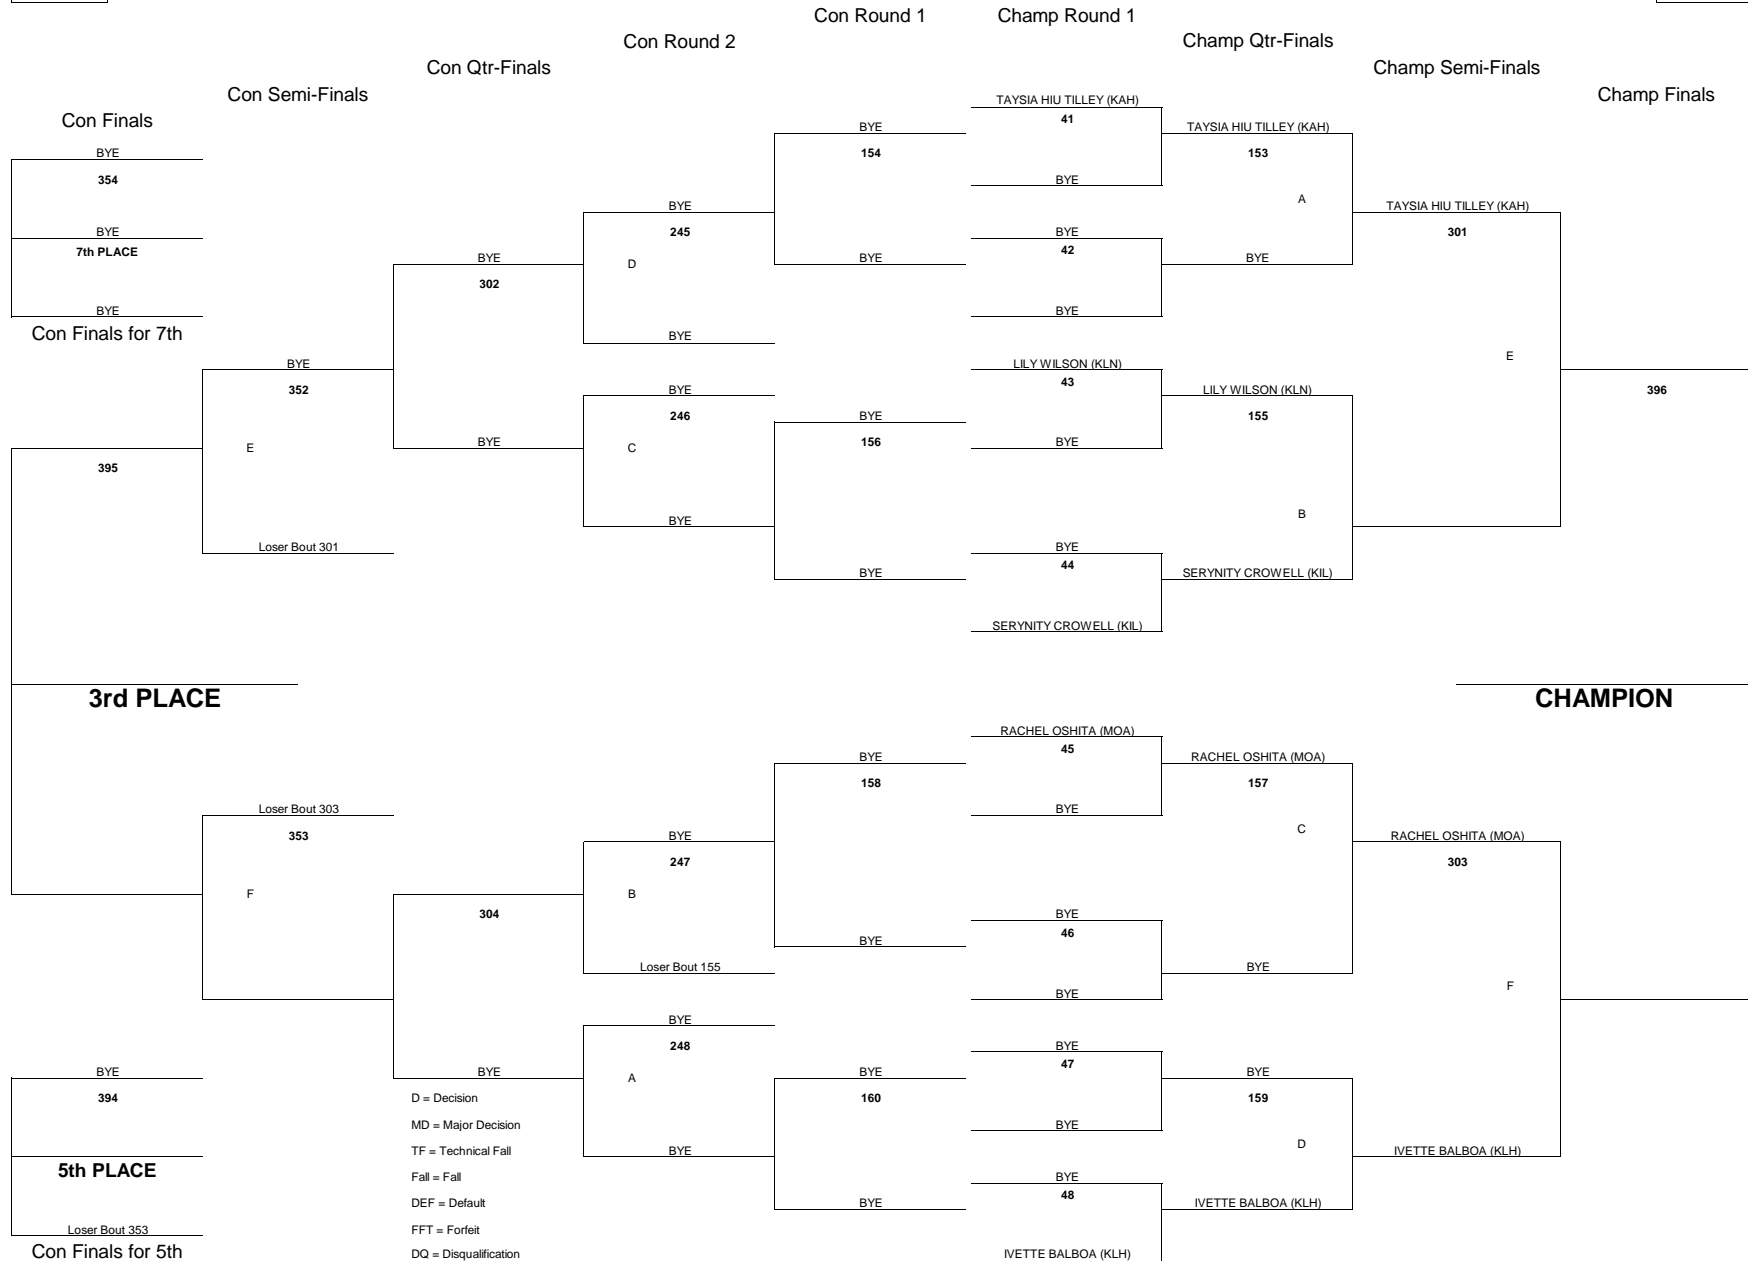 Con Round 1
Champ Round 1
Con Round 2
Champ Qtr-Finals
Con Qtr-Finals
Champ Semi-Finals
Con Semi-Finals
Champ Finals
Con Finals
BYE
354
BYE
7th PLACE
BYE
Con Finals for 7th
395
3rd PLACE
BYE
394
5th PLACE
Loser Bout 353
Con Finals for 5th
BYE
352
E
Loser Bout 301
Loser Bout 303
353
F
BYE
302
BYE
304
BYE
D = Decision
MD = Major Decision
TF = Technical Fall
Fall = Fall
DEF = Default
FFT = Forfeit
DQ = Disqualification
BYE
245
D
BYE
BYE
246
C
BYE
BYE
247
B
Loser Bout 155
BYE
248
A
BYE
BYE
154
BYE
BYE
156
BYE
BYE
158
BYE
BYE
160
BYE
TAYSIA HIU TILLEY (KAH)
41
BYE
BYE
42
BYE
LILY WILSON (KLN)
43
BYE
BYE
44
SERYNITY CROWELL (KIL)
RACHEL OSHITA (MOA)
45
BYE
BYE
46
BYE
BYE
47
BYE
BYE
48
IVETTE BALBOA (KLH)
TAYSIA HIU TILLEY (KAH)
153
A
BYE
LILY WILSON (KLN)
155
B
SERYNITY CROWELL (KIL)
RACHEL OSHITA (MOA)
157
C
BYE
BYE
159
D
IVETTE BALBOA (KLH)
TAYSIA HIU TILLEY (KAH)
301
E
RACHEL OSHITA (MOA)
303
F
IVETTE BALBOA (KLH)
396
CHAMPION